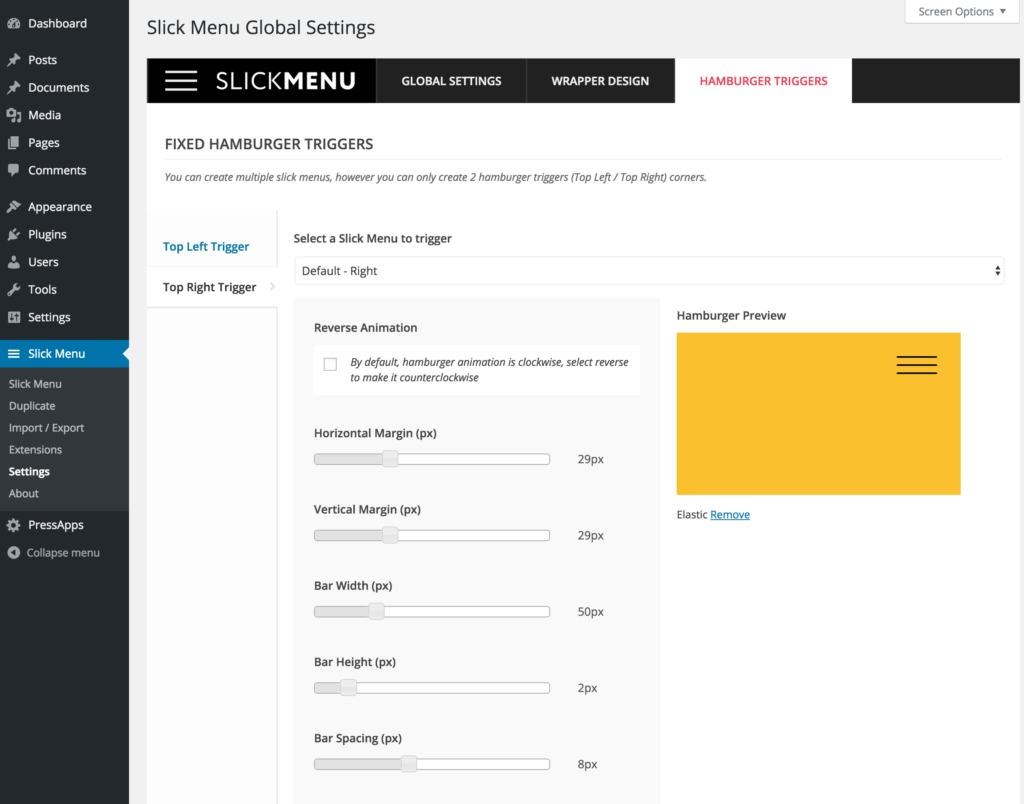 Dashboard
Posts
Documents
Media
Pages
Comments
Appearance
Plugins
Users
Tools
Settings
Slick Menu
Slick Menu
Duplicate
Import / Export
Extensions
Settings
About
PressApps
Collapse menu
Screen Options
Slick Menu Global Settings
SLICKMENU
GLOBAL SETTINGS
WRAPPER DESIGN
HAMBURGER TRIGGERS
FIXED HAMBURGER TRIGGERS
You can create multiple slick menus, however you can only create 2 hamburger triggers (Top Left / Top Right) corners.
Top Left Trigger
Top Right Trigger
Select a Slick Menu to trigger
Default - Right
Reverse Animation
By default, hamburger animation is clockwise, select reverse
to make it counterclockwise
Horizontal Margin (px)
29px
Vertical Margin (px)
29px
Bar Width (px)
50px
Bar Height (px)
2px
Bar Spacing (px)
8px
Hamburger Preview
Elastic Remove